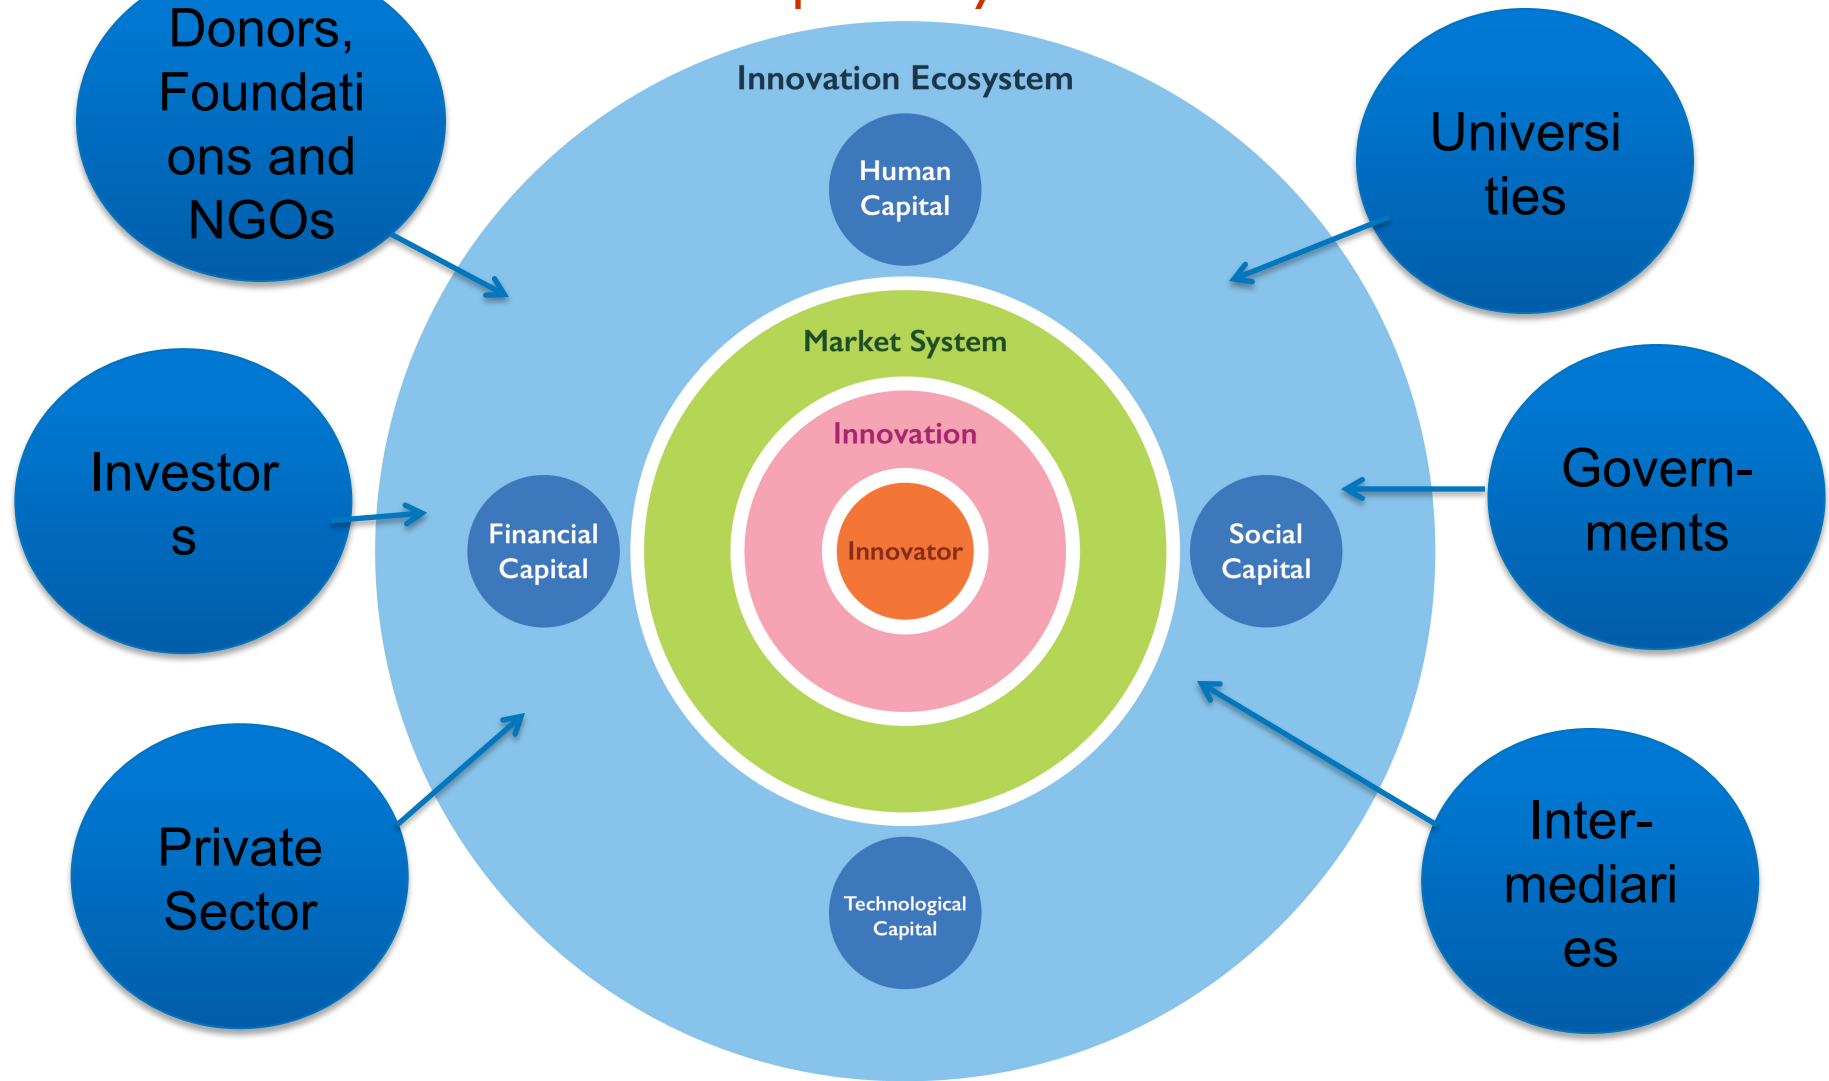 Donors,
Foundati
ons and
NGOs
Innovation Ecosystem
Human
Capital
Universi
ties
Market System
Innovation
Investor
s
Financial
Capital
Innovator
Social
Capital
Govern-
ments
Private
Sector
Technological
Capital
Inter-
mediari
es